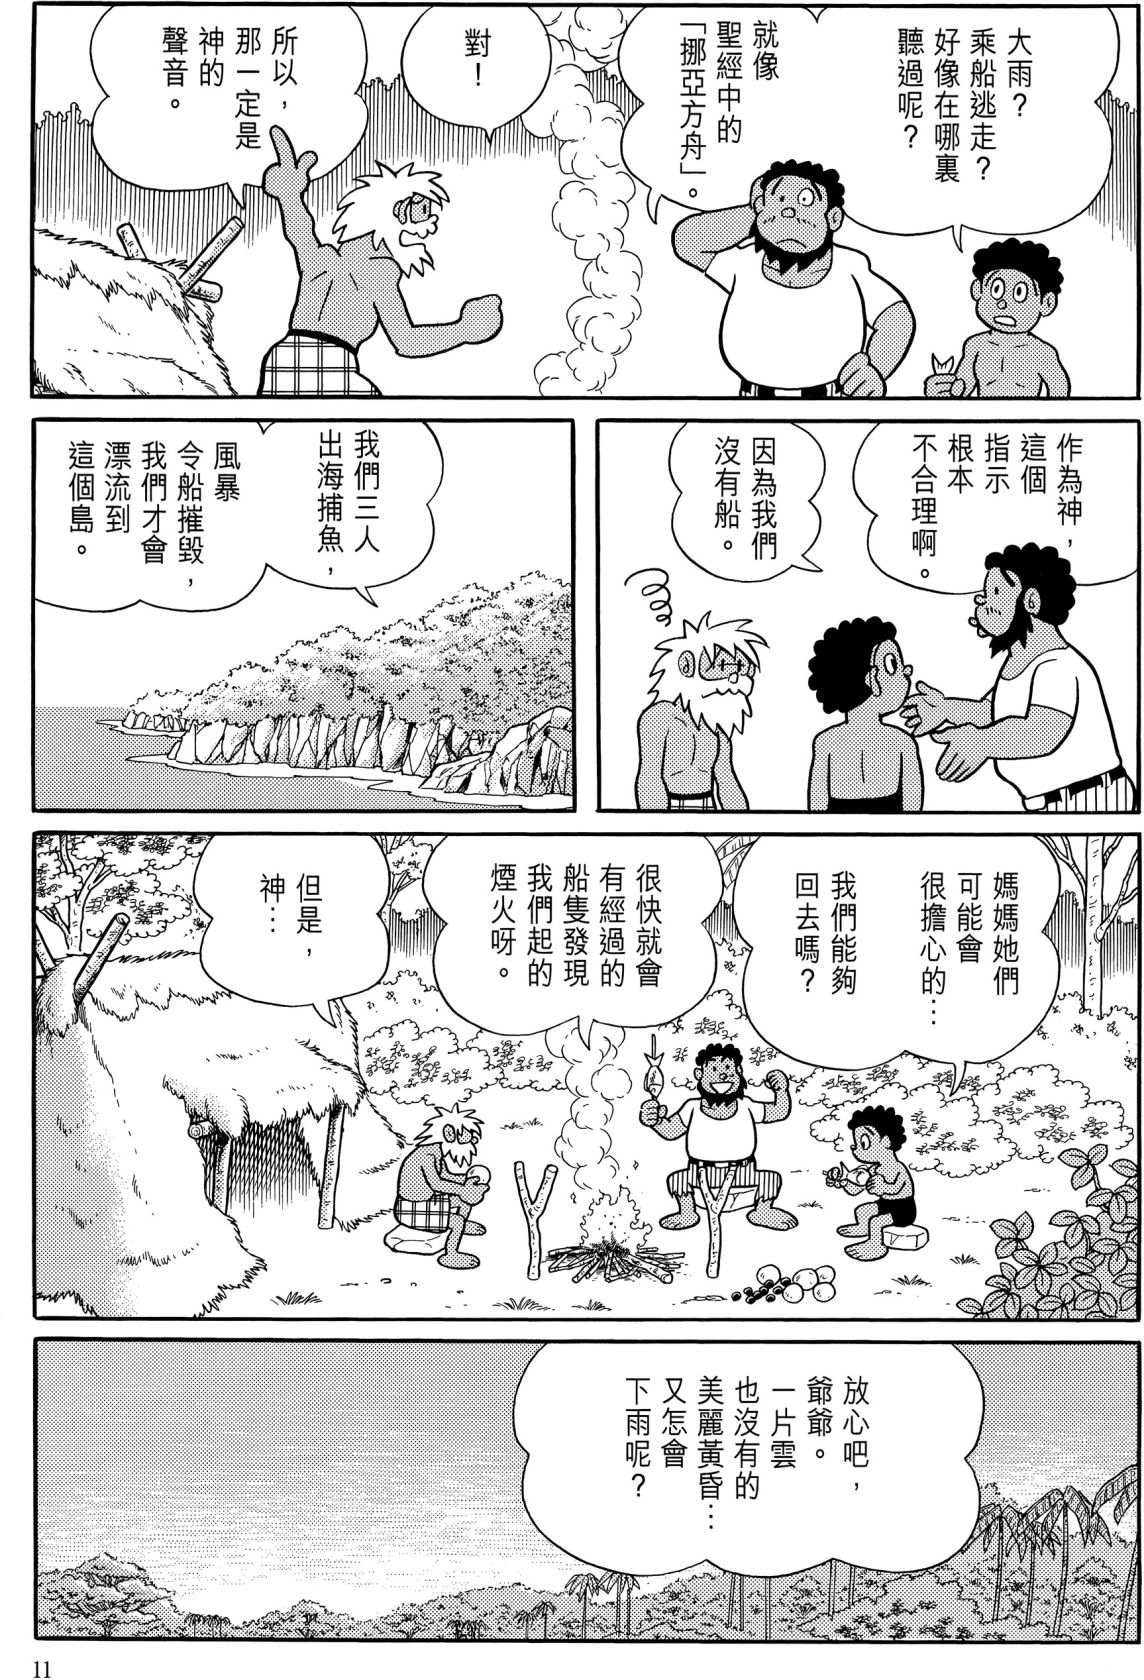 大雨？
乘船逃走？
好像在哪裏
聽過呢？
就像
聖經中的
「挪亞方舟」。
對！
所以，
那一定是
神的
聲音。
作為神，
這個
指示
根本
不合理啊。
因為我們
沒有船。
我們三人
出海捕魚，
風暴
令船摧毀，
我們才會
漂流到
這個島。
媽媽她們
可能會
很擔心的…
我們能夠
回去嗎？
很快就會
有經過的
船隻發現
我們起的
煙火呀。
但是，
神…
放心吧，
爺爺。
一片雲
也沒有的
美麗黃昏…
又怎會
下雨呢？
11